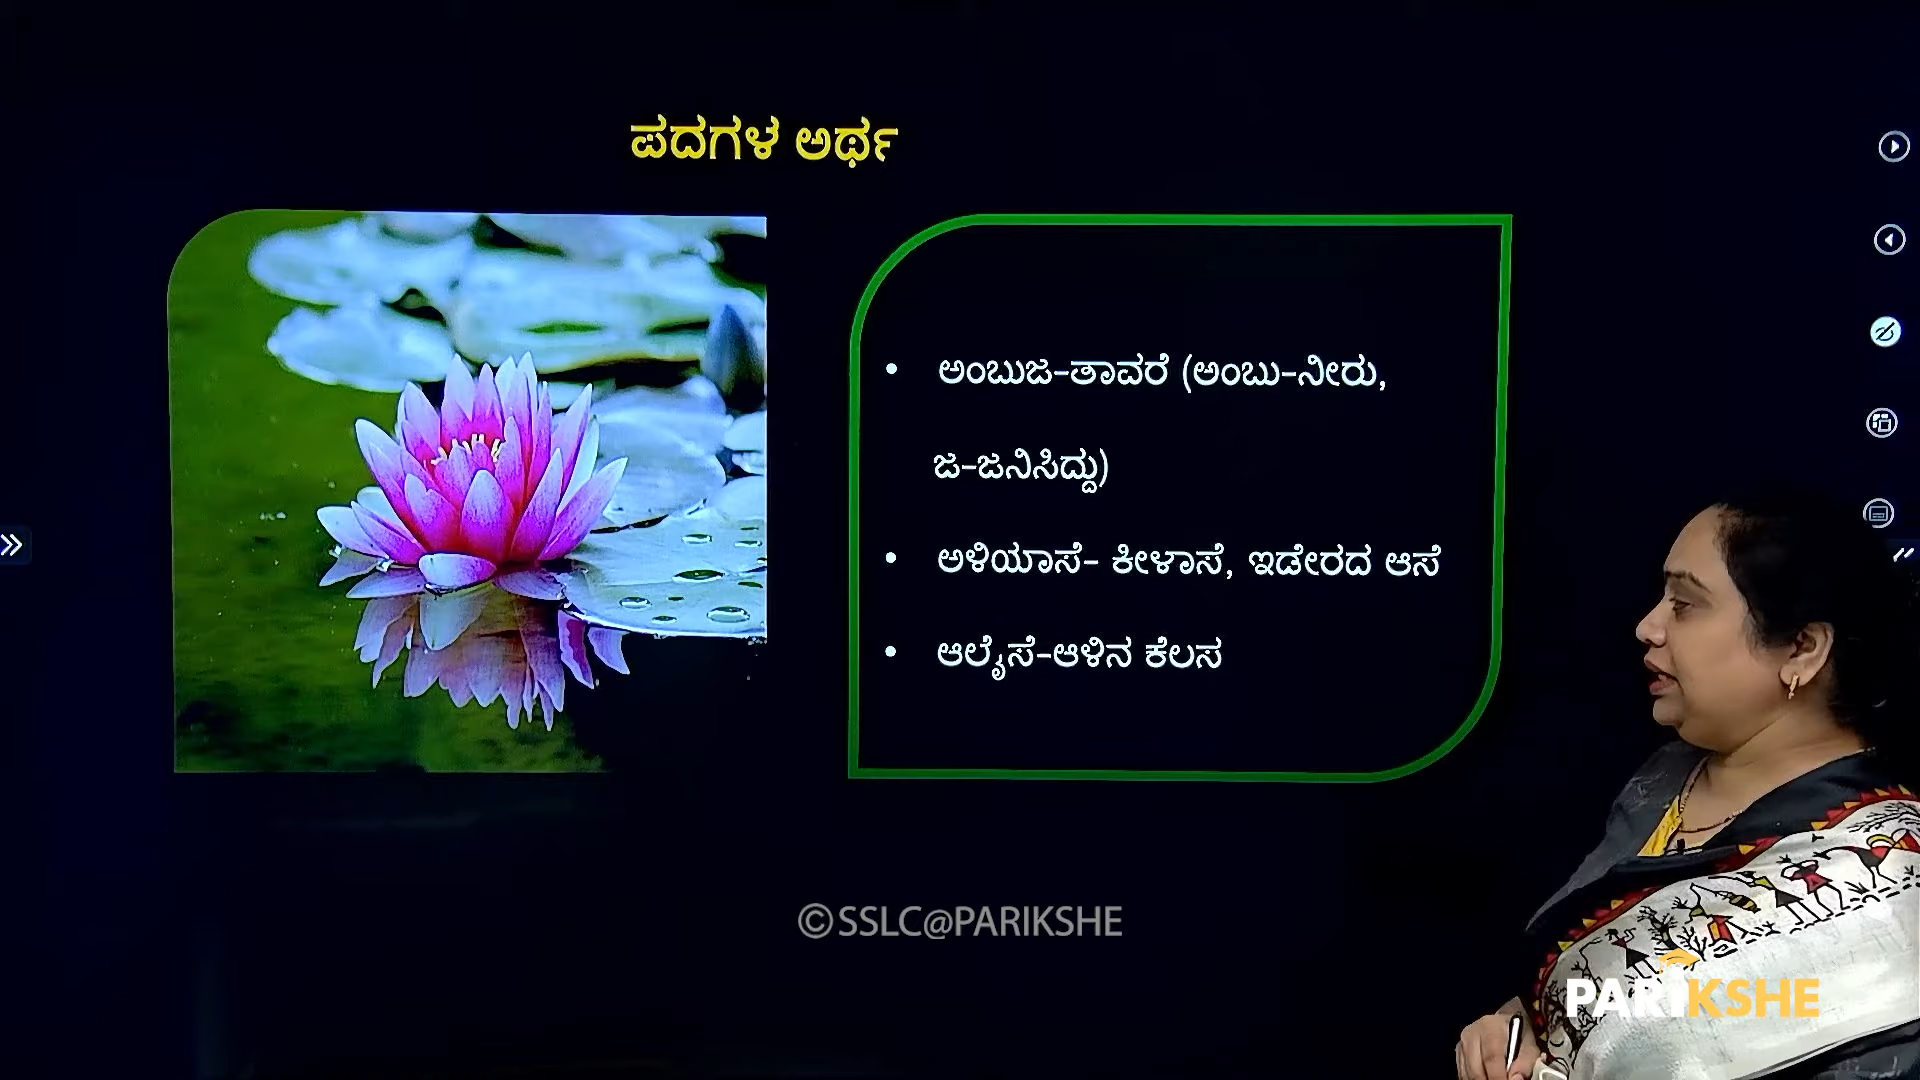 ಪದಗಳ ಅರ್ಥ
• ಅಂಬುಜ-ತಾವರೆ (ಅಂಬು-ನೀರು,
ಜ-ಜನಿಸಿದ್ದು)
• ಅಳಿಯಾಸೆ- ಕೀಳಾಸೆ, ಇಡೇರದ ಆಸೆ
• ಆಲೈಸೆ-ಆಳಿನ ಕೆಲಸ
©SSLC@PARIKSHE
PARIKSHE